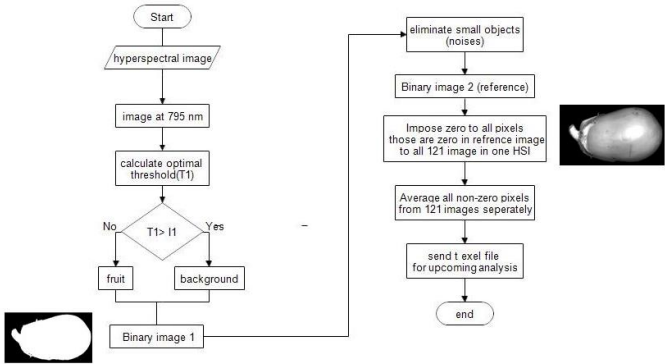 Start
hyperspectral image
image at 795 nm
calculate optimal
threshold(T1)
T1> I1
No
Yes
fruit
background
Binary image 1
eliminate small objects
(noises)
Binary image 2 (reference)
Impose zero to all pixels
those are zero in refrence image
to all 121 image in one HSI
Average all non-zero pixels
from 121 images seperately
send t exel file
for upcoming analysis
end